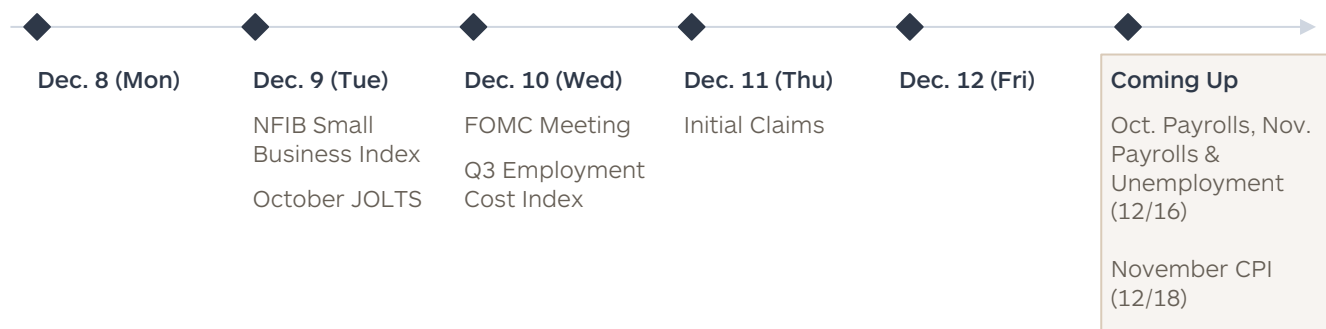 Dec. 8 (Mon)
Dec. 9 (Tue)
NFIB Small
Business Index
October JOLTS
Dec. 10 (Wed)
FOMC Meeting
Q3 Employment
Cost Index
Dec. 11 (Thu)
Initial Claims
Dec. 12 (Fri)
Coming Up
Oct. Payrolls, Nov.
Payrolls &
Unemployment
(12/16)
November CPI
(12/18)